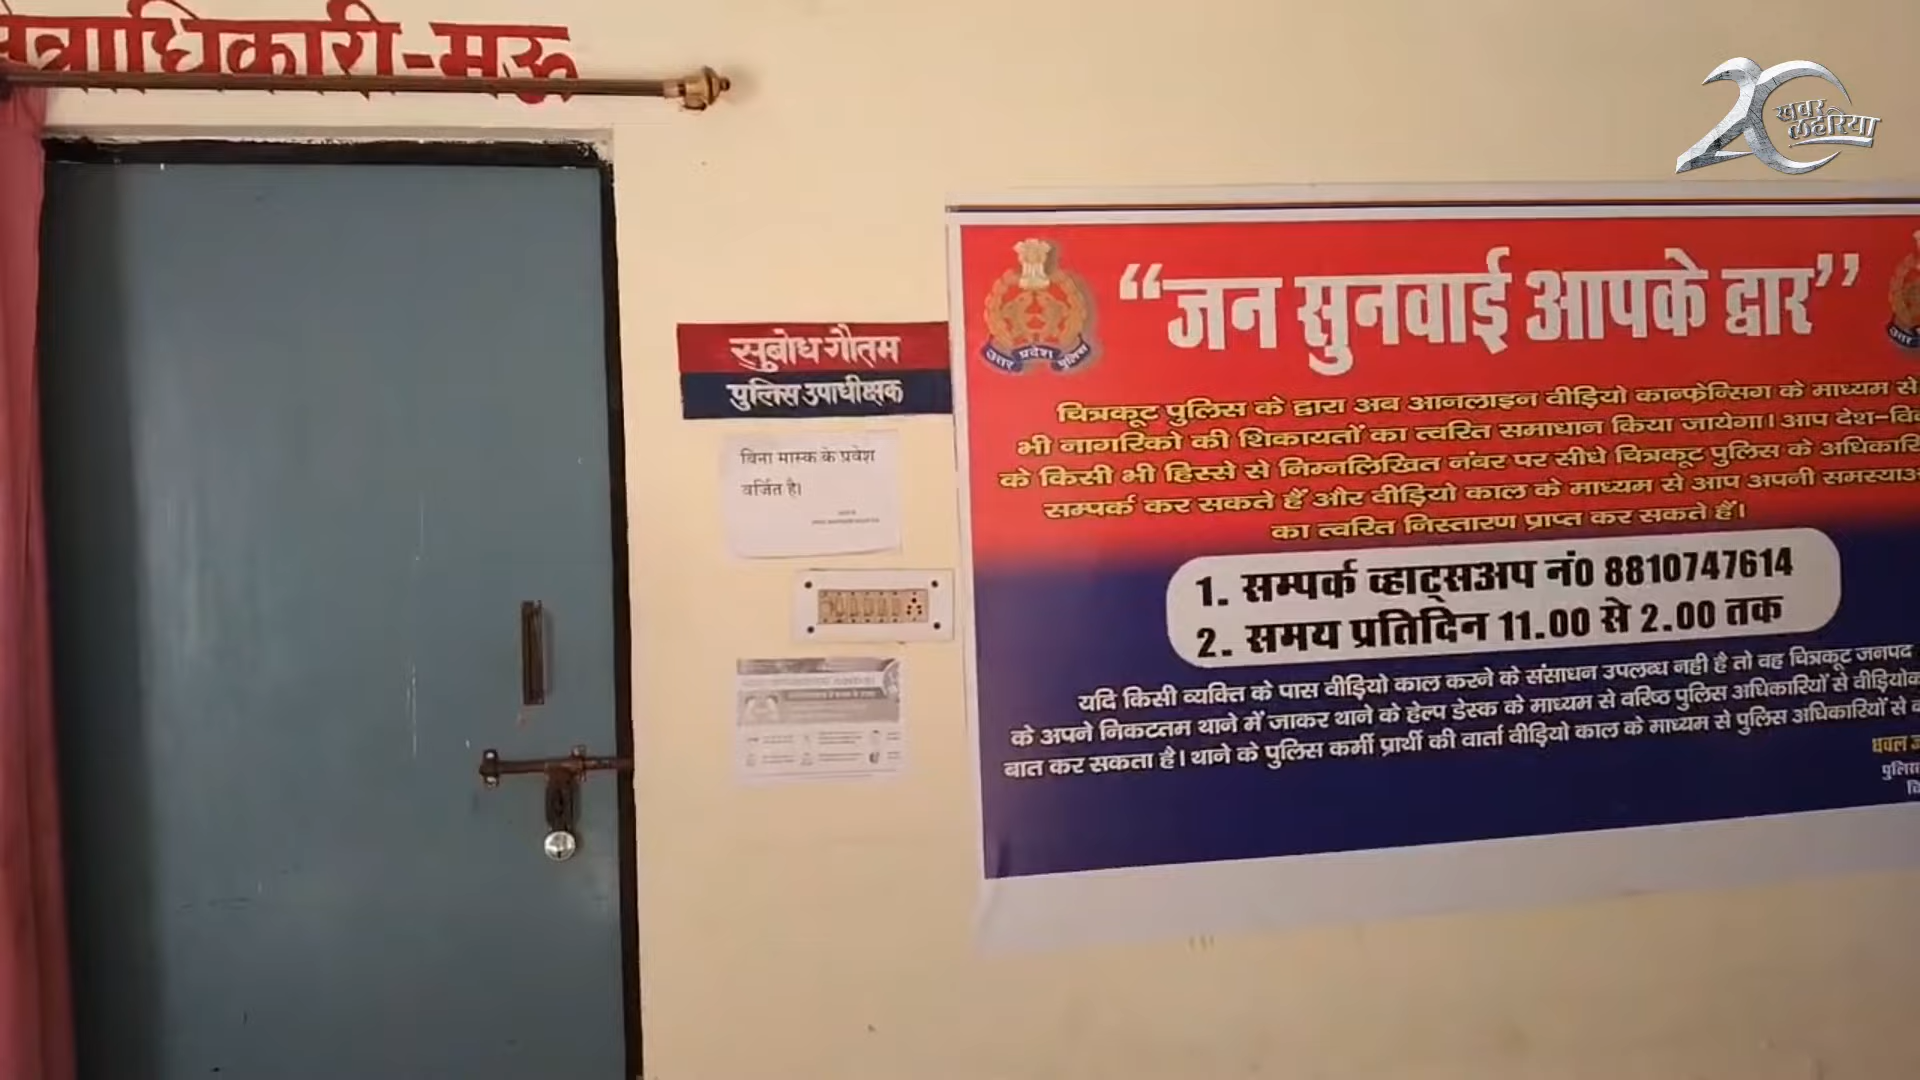 क्षेत्राधिकारी-मऊ
20
खबर
लहरिया
सुबोध गौतम
पुलिस उपाधीक्षक
बिना मास्क के प्रवेश
वर्जित है।
उत्तर प्रदेश पुलिस
“जन सुनवाई आपके द्वार”
चित्रकूट पुलिस के द्वारा अब आनलाइन वीड़ियो कान्फ्रेन्सिग के माध्यम से
भी नागरिको की शिकायतों का त्वरित समाधान किया जायेगा। आप देश-वि
के किसी भी हिस्से से निम्नलिखित नंबर पर सीधे चित्रकूट पुलिस के अधिकारि
सम्पर्क कर सकते हैं और वीड़ियो काल के माध्यम से आप अपनी समस्याओ
का त्वरित निस्तारण प्राप्त कर सकते हैं।
1. सम्पर्क व्हाट्सअप नं0 8810747614
2. समय प्रतिदिन 11.00 से 2.00 तक
यदि किसी व्यक्ति के पास वीड़ियो काल करने के संसाधन उपलब्ध नही है तो वह चित्रकूट जनपद
के अपने निकटतम थाने में जाकर थाने के हेल्प डेस्क के माध्यम से वरिष्ठ पुलिस अधिकारियों से वीड़ियोका
बात कर सकता है। थाने के पुलिस कर्मी प्रार्थी की वार्ता वीड़ियो काल के माध्यम से पुलिस अधिकारियों से क
धवल ज
पुलिस
चि